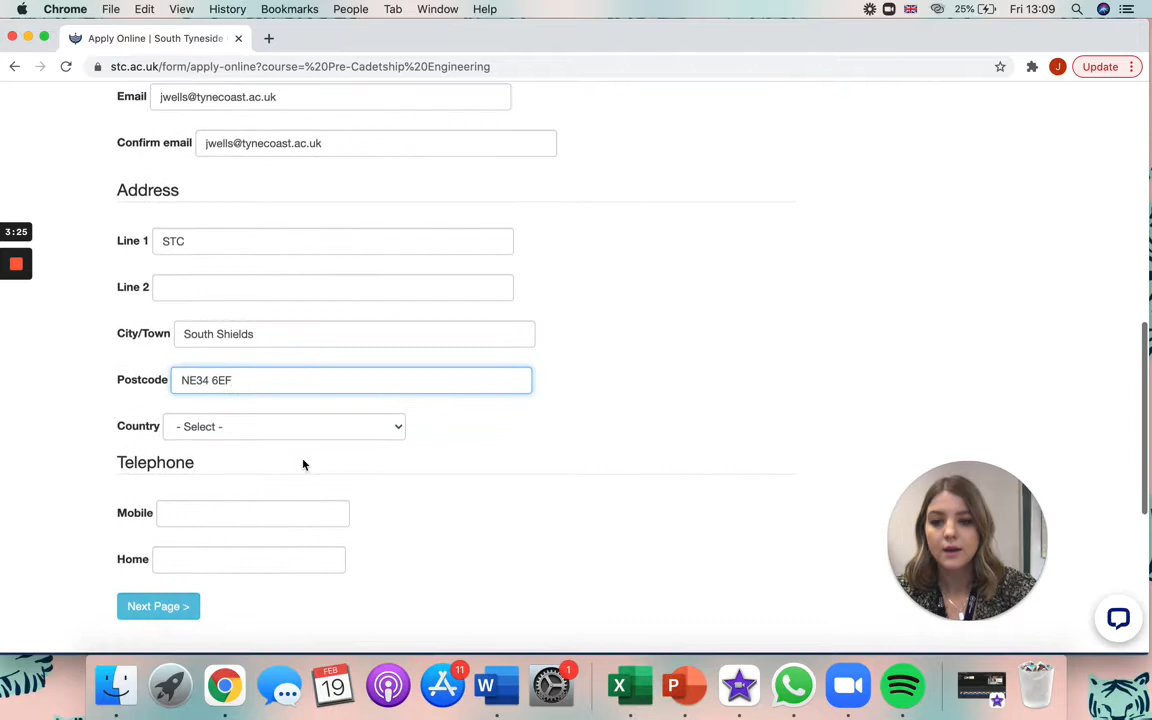 Chrome File Edit View History Bookmarks People Tab Window Help 25% Fri 13:09
Apply Online | South Tyneside
stc.ac.uk/form/apply-online?course=%20Pre-Cadetship%20Engineering
J
Update
Email jwells@tynecoast.ac.uk
Confirm email jwells@tynecoast.ac.uk
Address
3:25
Line 1 STC
Line 2
City/Town South Shields
Postcode NE34 6EF
Country - Select -
Telephone
Mobile
Home
Next Page >
FEB
19
11
W
1
X
P